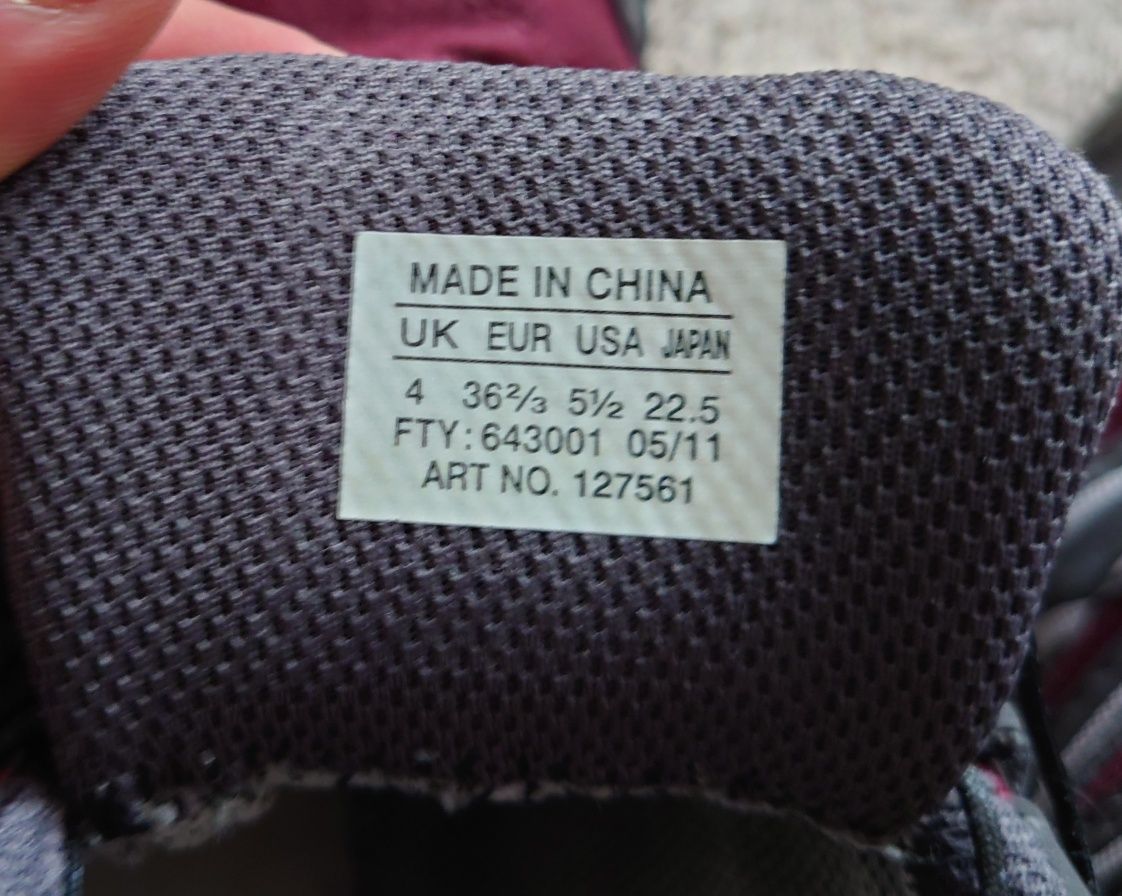 MADE IN CHINA
UK EUR USA JAPAN
4 36⅔ 5½ 22.5
FTY: 643001 05/11
ART NO. 127561